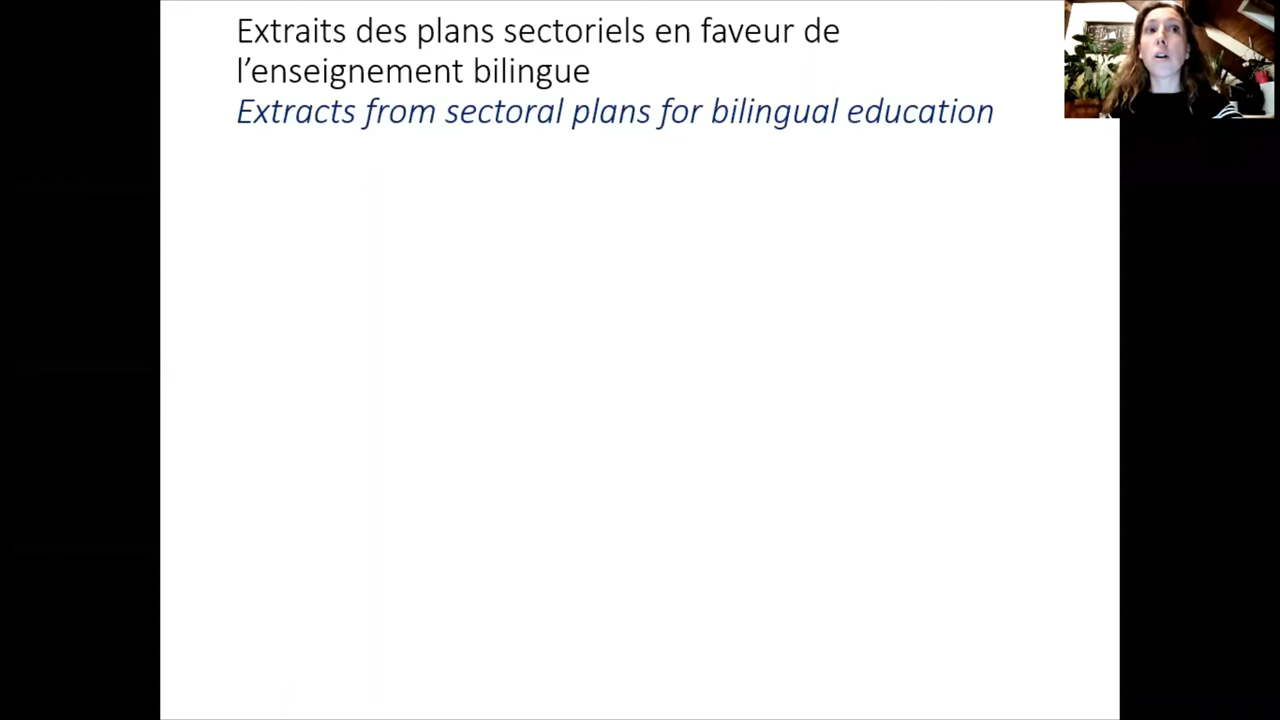 Extraits des plans sectoriels en faveur de
l’enseignement bilingue
Extracts from sectoral plans for bilingual education